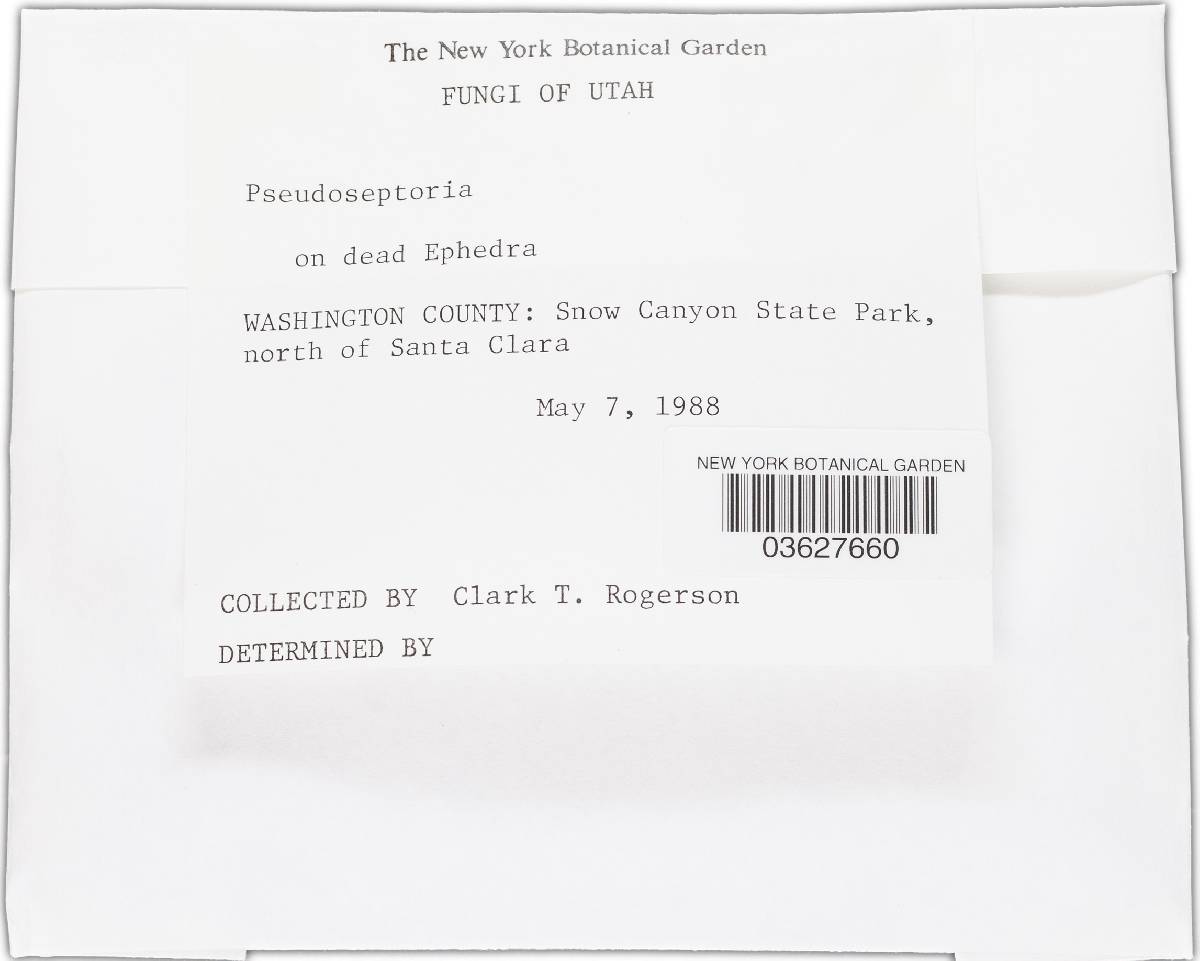 The New York Botanical Garden
FUNGI OF UTAH
Pseudoseptoria
on dead Ephedra
WASHINGTON COUNTY: Snow Canyon State Park,
north of Santa Clara
May 7, 1988
NEW YORK BOTANICAL GARDEN
03627660
COLLECTED BY Clark T. Rogerson
DETERMINED BY